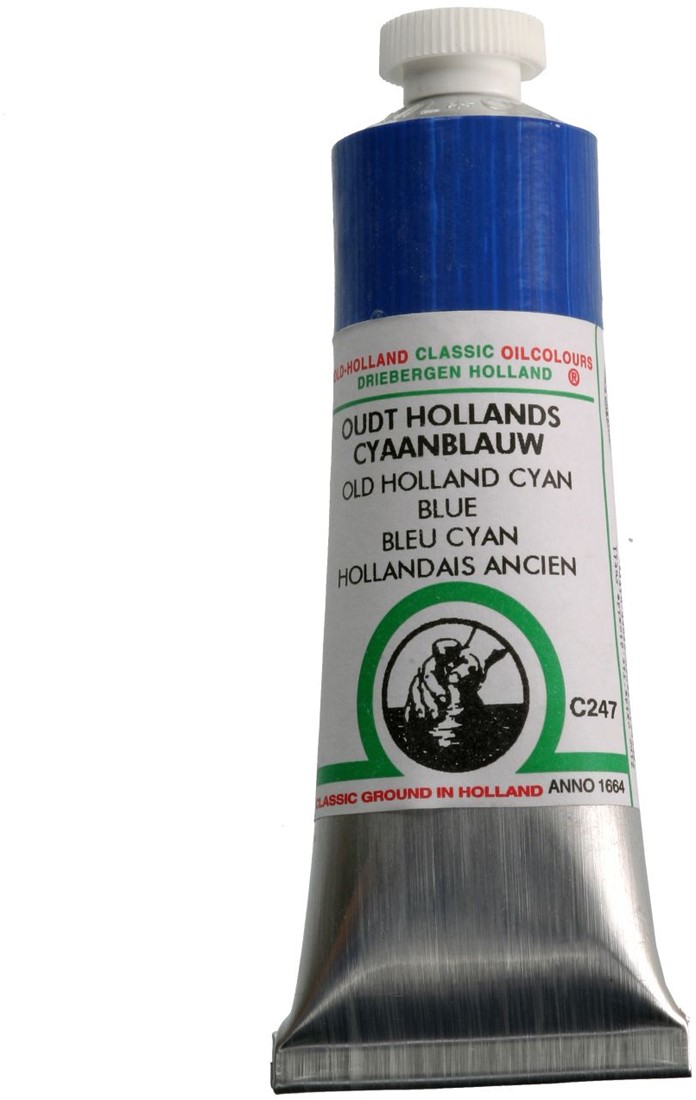 OLD-HOLLAND CLASSIC OILCOLOURS
DRIEBERGEN HOLLAND ®
OUDT HOLLANDS
CYAANBLAUW
OLD HOLLAND CYAN
BLUE
BLEU CYAN
HOLLANDAIS ANCIEN
C247
CLASSIC GROUND IN HOLLAND ANNO 1664